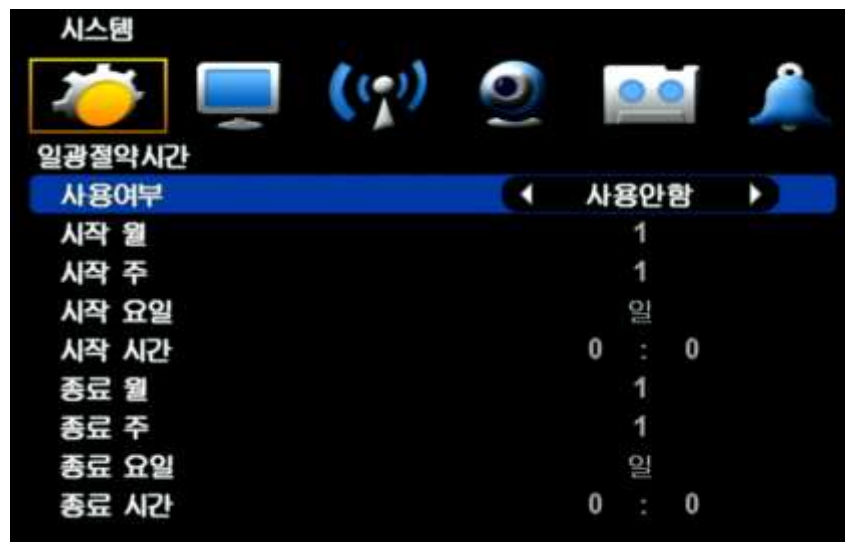 시스템
일광절약시간
사용여부 사용안함
시작 월 1
시작 주 1
시작 요일 일
시작 시간 0 : 0
종료 월 1
종료 주 1
종료 요일 일
종료 시간 0 : 0